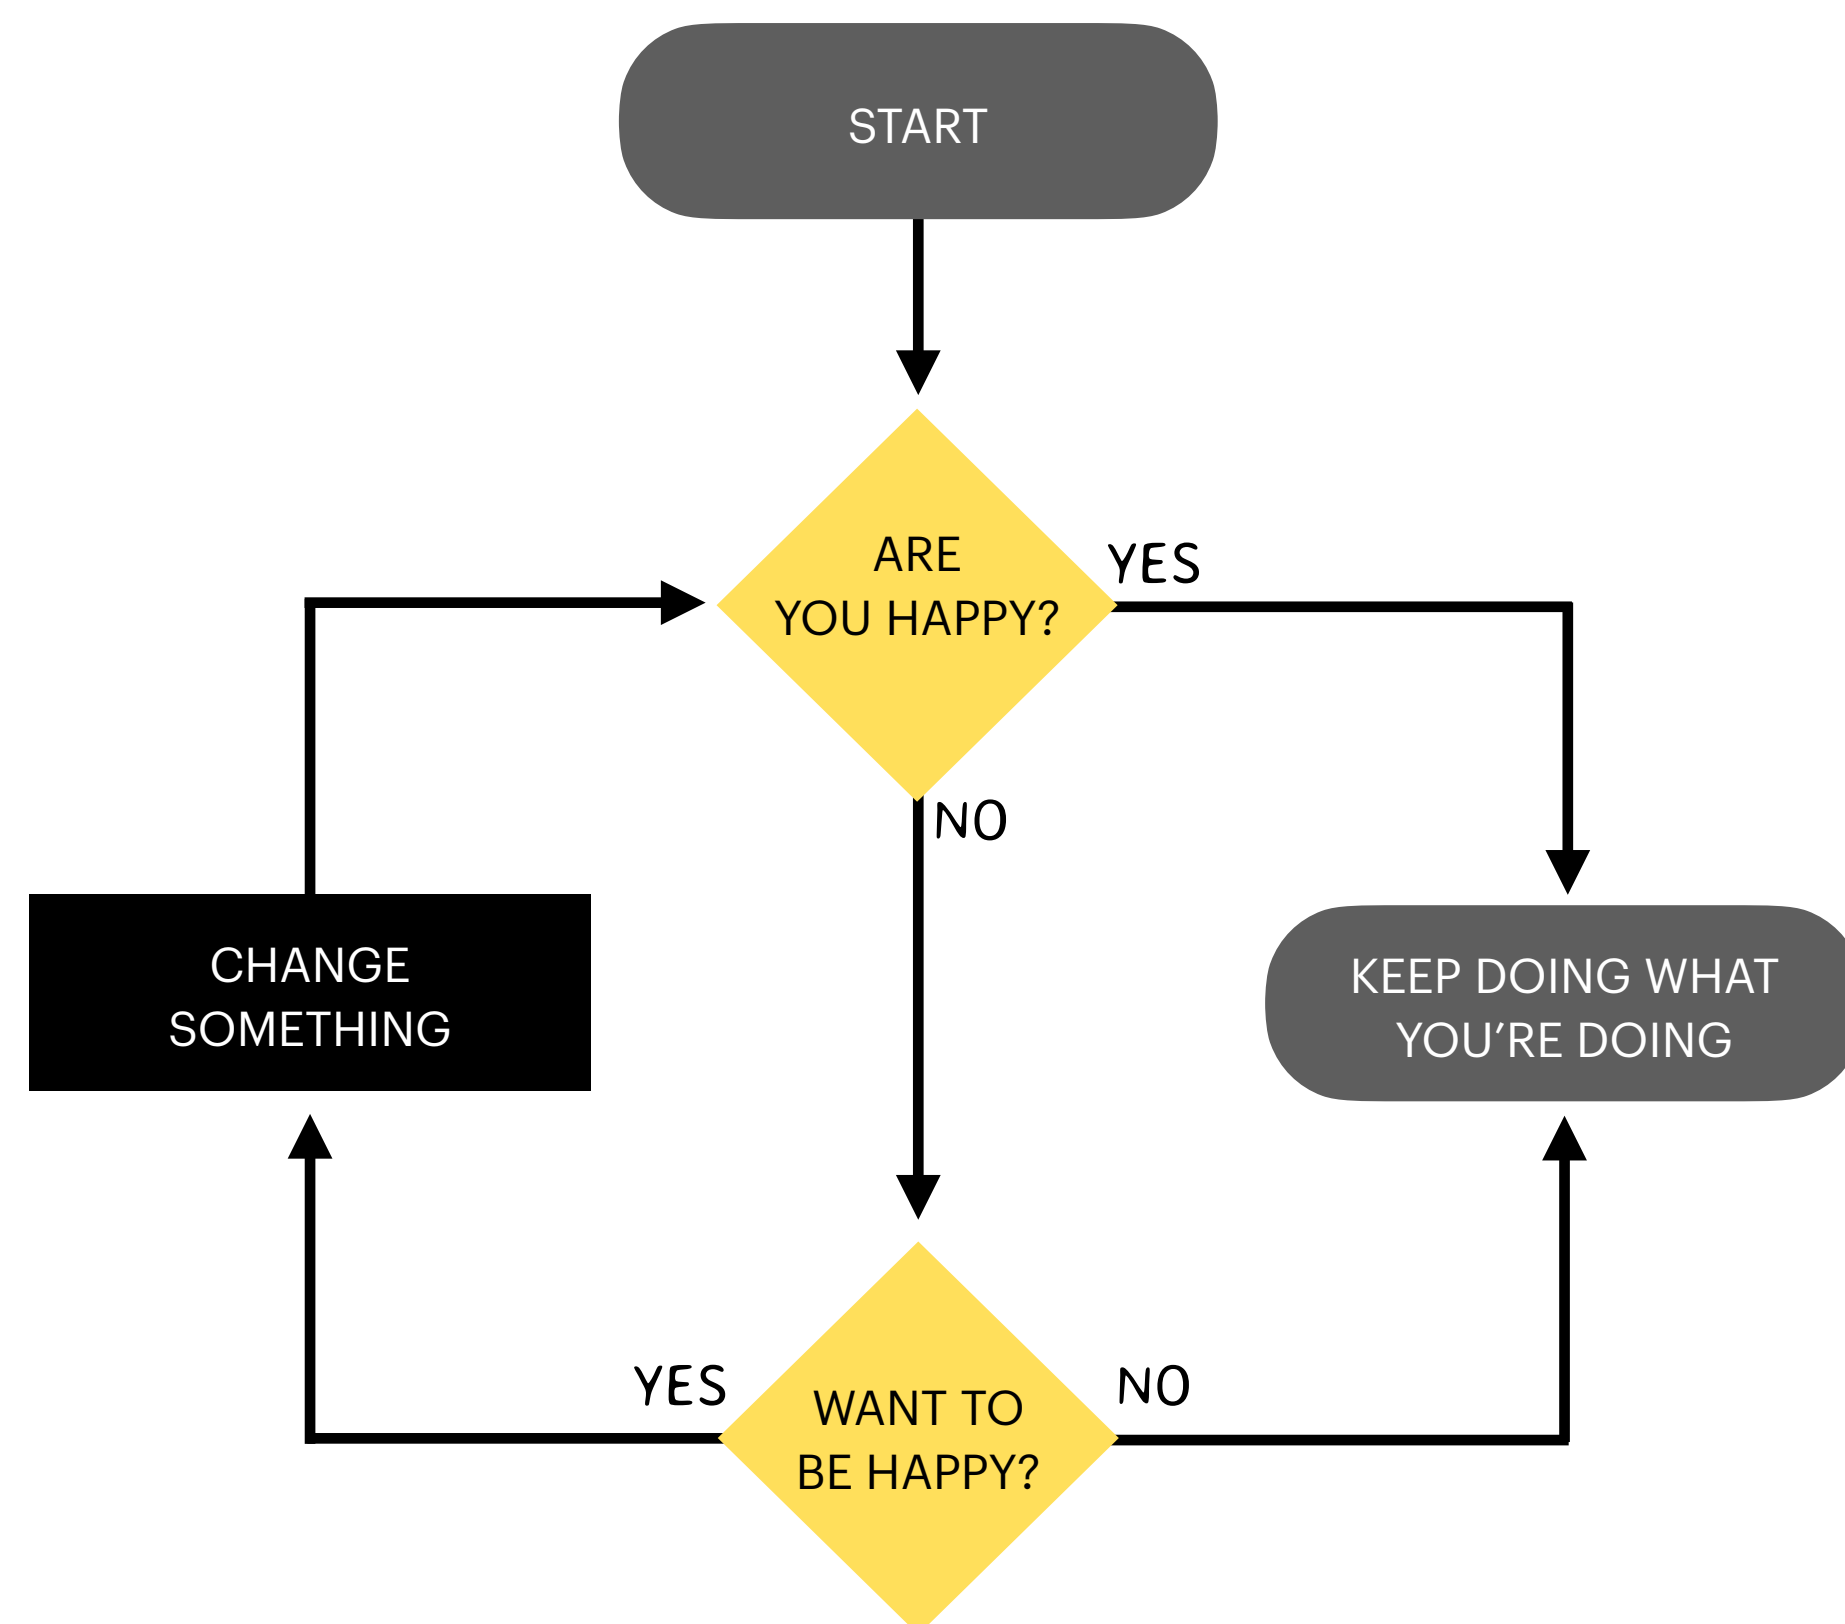 START
ARE
YOU HAPPY?
YES
NO
CHANGE
SOMETHING
KEEP DOING WHAT
YOU’RE DOING
YES
NO
WANT TO
BE HAPPY?